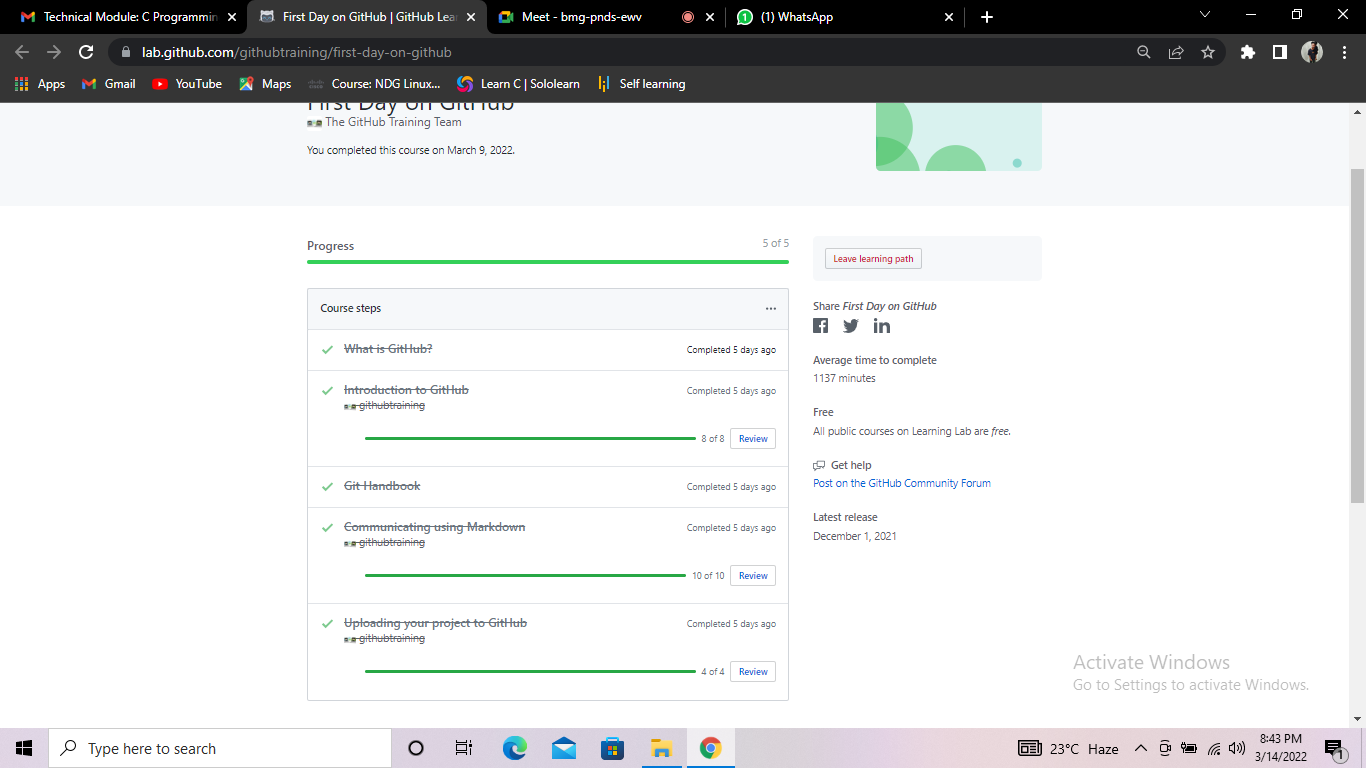 Technical Module: C Programmin
First Day on GitHub | GitHub Lea
Meet - bmg-pnds-ewv
(1) WhatsApp
lab.github.com/githubtraining/first-day-on-github
Apps
Gmail
YouTube
Maps
Course: NDG Linux...
Learn C | Sololearn
Self learning
First Day on GitHub
The GitHub Training Team
You completed this course on March 9, 2022.
Progress
5 of 5
Course steps
What is GitHub?
Completed 5 days ago
Introduction to GitHub
Completed 5 days ago
githubtraining
8 of 8
Review
Git Handbook
Completed 5 days ago
Communicating using Markdown
Completed 5 days ago
githubtraining
10 of 10
Review
Uploading your project to GitHub
Completed 5 days ago
githubtraining
4 of 4
Review
Leave learning path
Share First Day on GitHub
Average time to complete
1137 minutes
Free
All public courses on Learning Lab are free.
Get help
Post on the GitHub Community Forum
Latest release
December 1, 2021
Activate Windows
Go to Settings to activate Windows.
Type here to search
23°C Haze
8:43 PM
3/14/2022
1